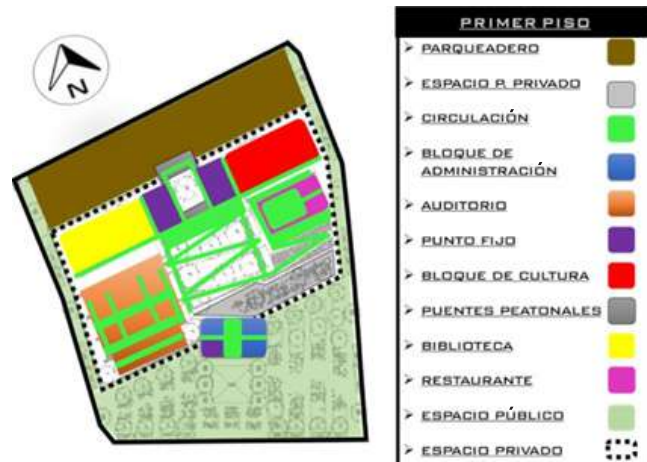 N
PRIMER PISO
PARQUEADERO
ESPACIO P. PRIVADO
CIRCULACIÓN
BLOQUE DE
ADMINISTRACIÓN
AUDITORIO
PUNTO FIJO
BLOQUE DE CULTURA
PUENTES PEATONALES
BIBLIOTECA
RESTAURANTE
ESPACIO PÚBLICO
ESPACIO PRIVADO